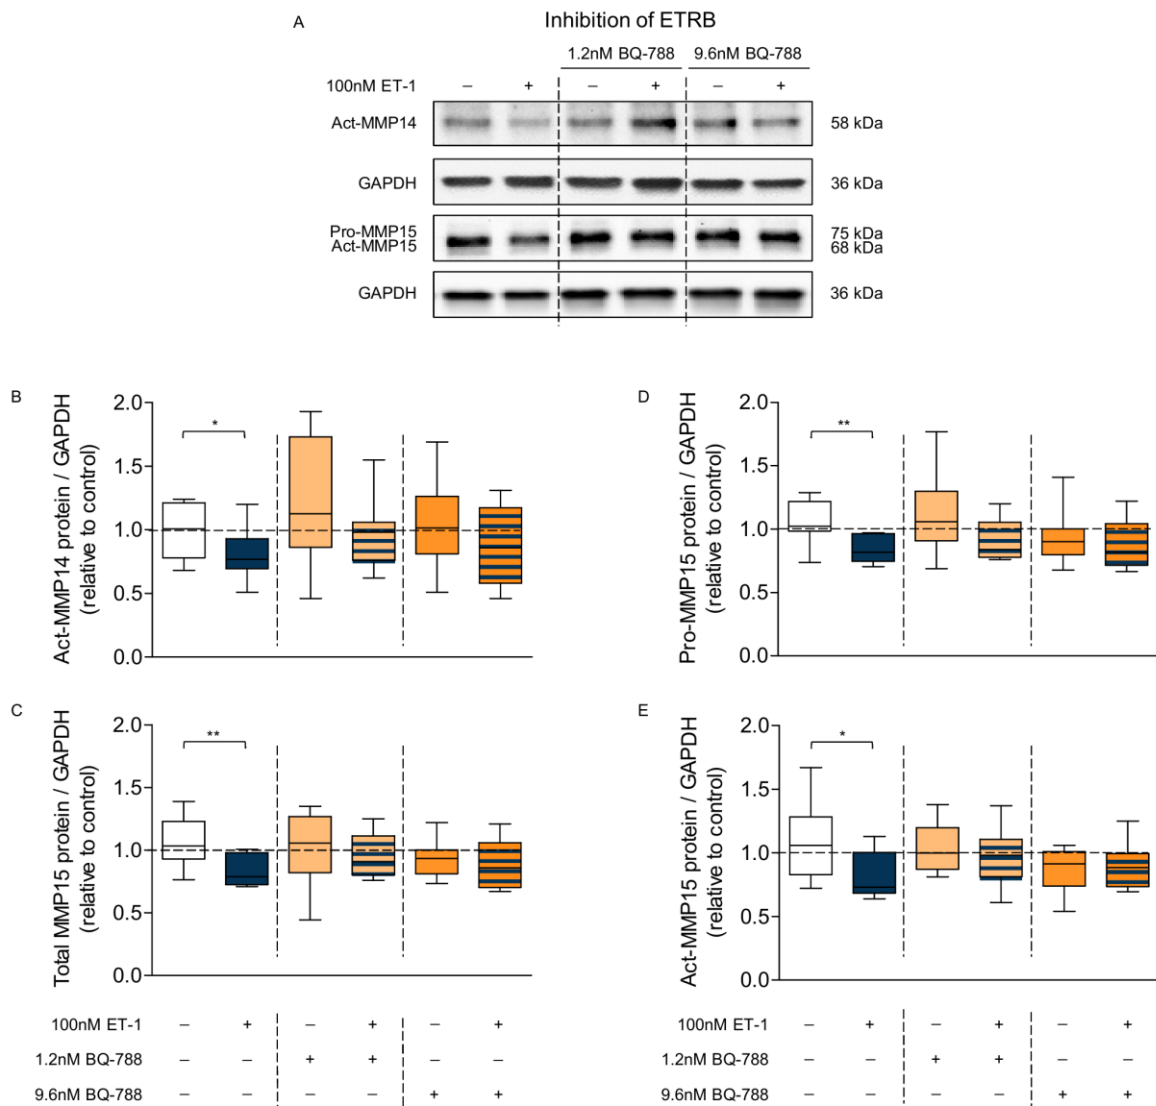 A
Inhibition of ETRB
1.2nM BQ-788 9.6nM BQ-788
100nM ET-1 – + – + – +
Act-MMP14 58 kDa
GAPDH 36 kDa
Pro-MMP15 75 kDa
Act-MMP15 68 kDa
GAPDH 36 kDa
B
Act-MMP14 protein / GAPDH
(relative to control)
2.0
1.5
1.0
0.5
0.0
*
D
Pro-MMP15 protein / GAPDH
(relative to control)
2.0
1.5
1.0
0.5
0.0
**
C
Total MMP15 protein / GAPDH
(relative to control)
2.0
1.5
1.0
0.5
0.0
**
E
Act-MMP15 protein / GAPDH
(relative to control)
2.0
1.5
1.0
0.5
0.0
*
100nM ET-1 – + – + – +
1.2nM BQ-788 – – + + – –
9.6nM BQ-788 – – – – + +
100nM ET-1 – + – + – +
1.2nM BQ-788 – – + + – –
9.6nM BQ-788 – – – – + +